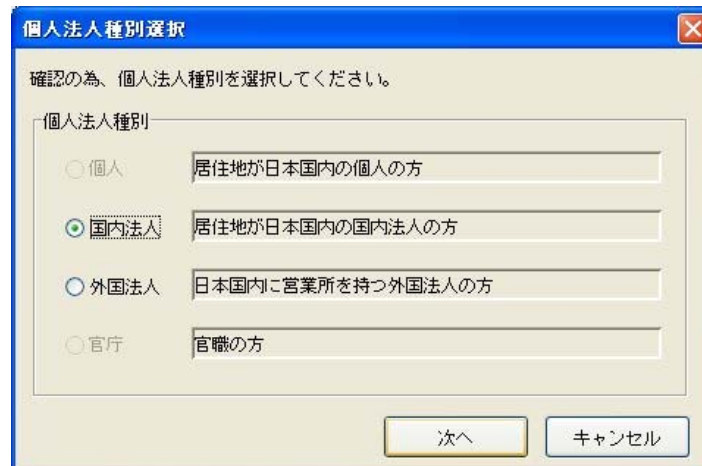 個人法人種別選択
確認の為、個人法人種別を選択してください。
個人法人種別
個人 居住地が日本国内の個人の方
国内法人 居住地が日本国内の国内法人の方
外国法人 日本国内に営業所を持つ外国法人の方
官庁 官職の方
次へ キャンセル